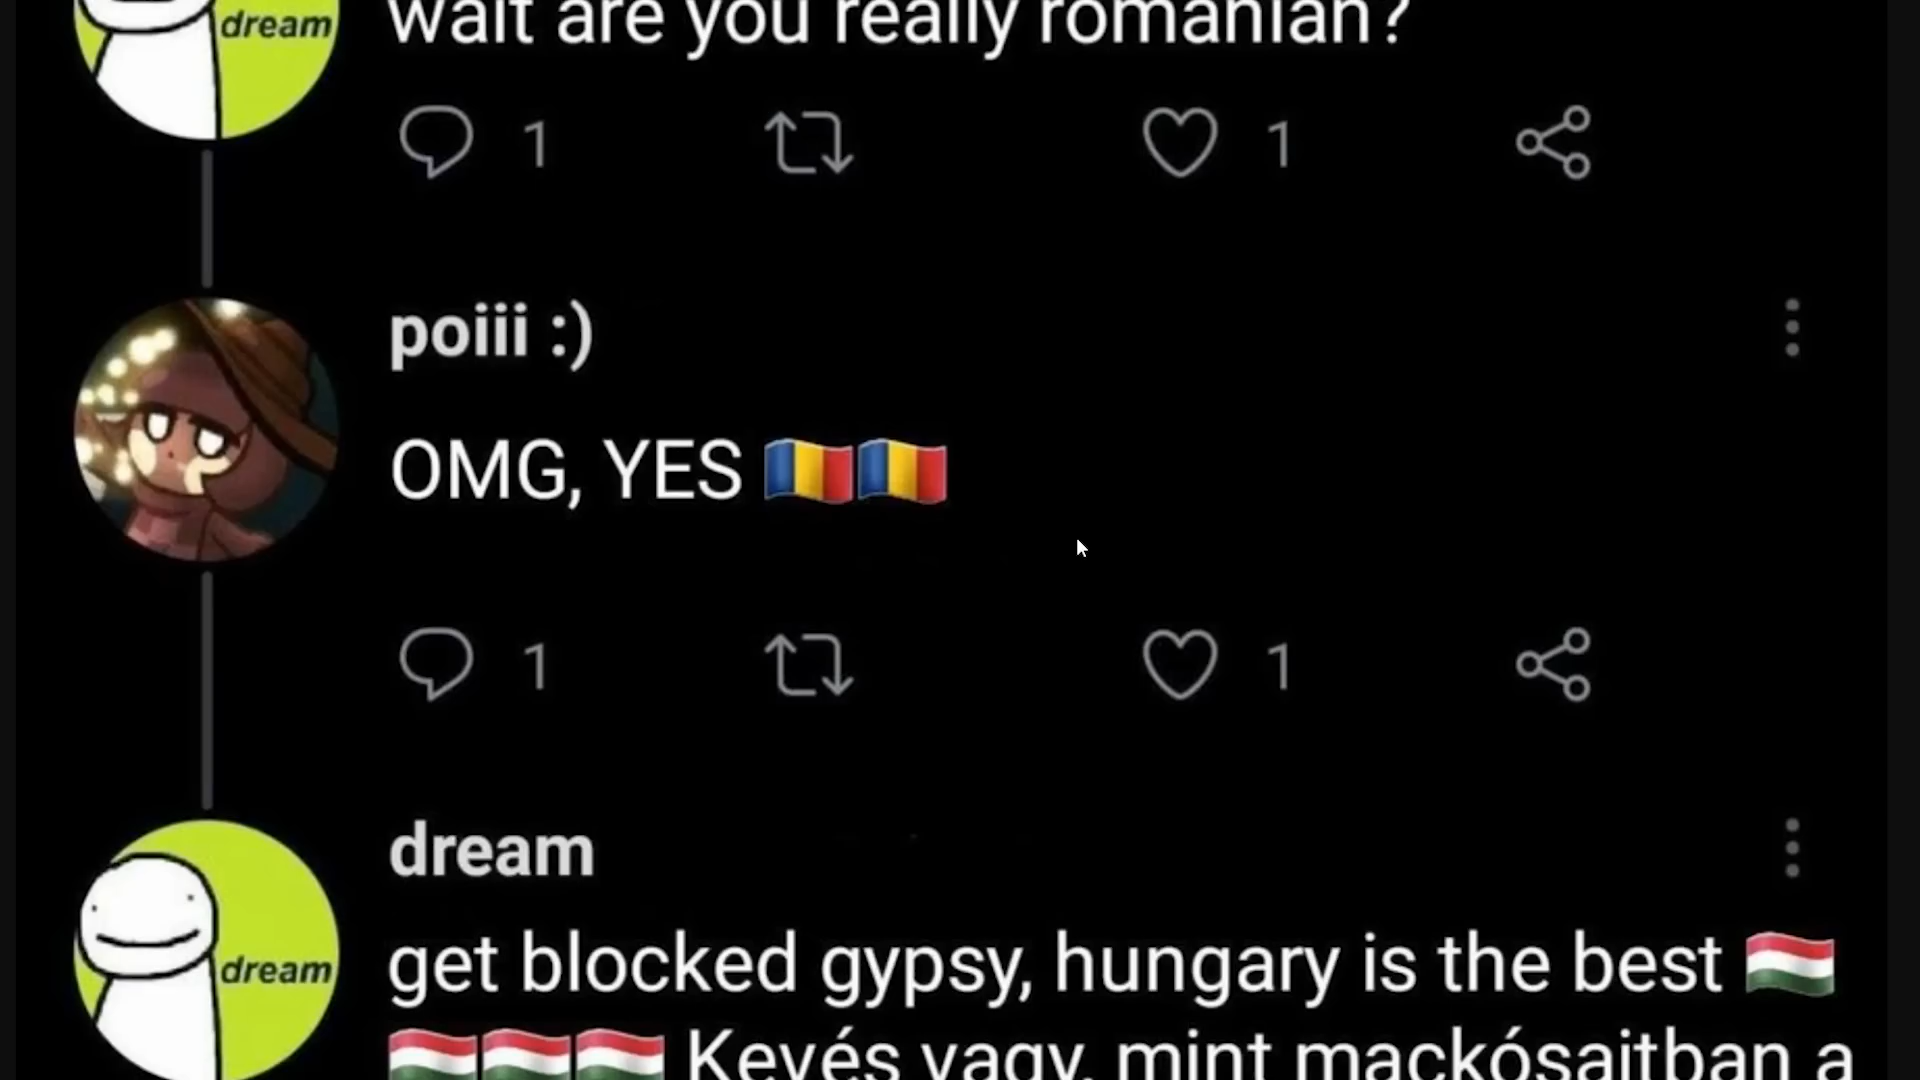 dream
wait are you really romanian?
1 1
poiii :)
OMG, YES 🇷🇴🇷🇴
1 1
dream
dream
get blocked gypsy, hungary is the best 🇭🇺
🇭🇺🇭🇺🇭🇺 Kevés vagy, mint mackósajtban a